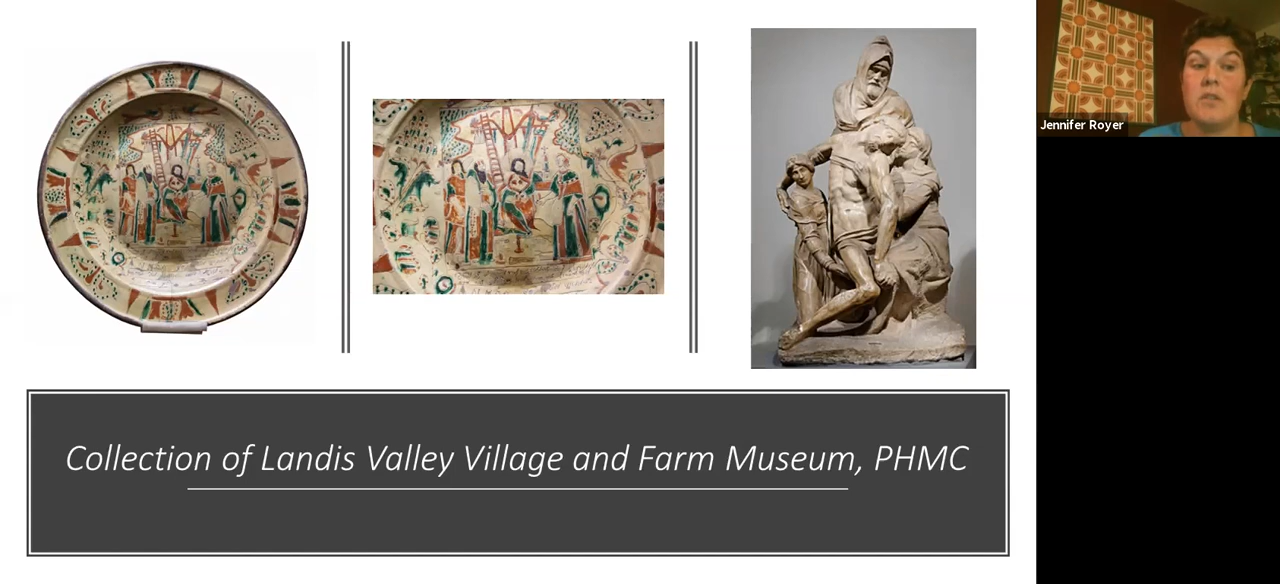 Jennifer Royer
Collection of Landis Valley Village and Farm Museum, PHMC